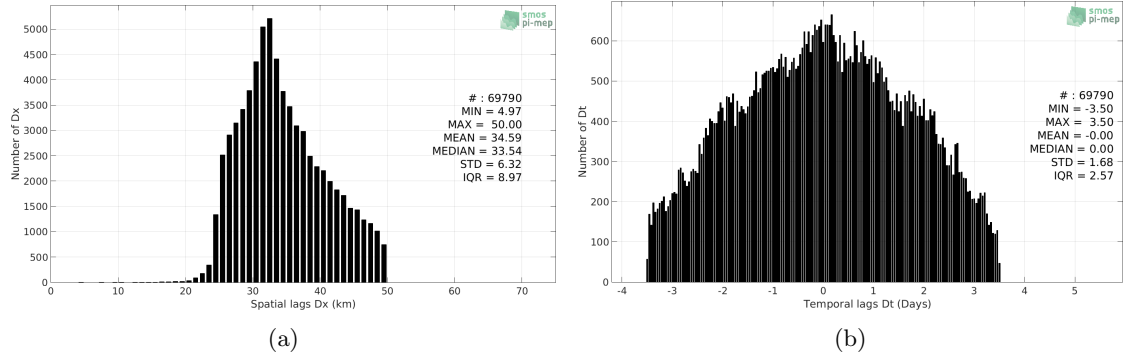 smos
pi-mep
5000
4500
4000
3500
3000
2500
2000
1500
1000
500
0
Number of Dx
# : 69790
MIN = 4.97
MAX = 50.00
MEAN = 34.59
MEDIAN = 33.54
STD = 6.32
IQR = 8.97
0 10 20 30 40 50 60 70
Spatial lags Dx (km)
(a)
smos
pi-mep
600
500
400
300
200
100
0
Number of Dt
# : 69790
MIN = -3.50
MAX = 3.50
MEAN = -0.00
MEDIAN = 0.00
STD = 1.68
IQR = 2.57
-4 -3 -2 -1 0 1 2 3 4 5
Temporal lags Dt (Days)
(b)